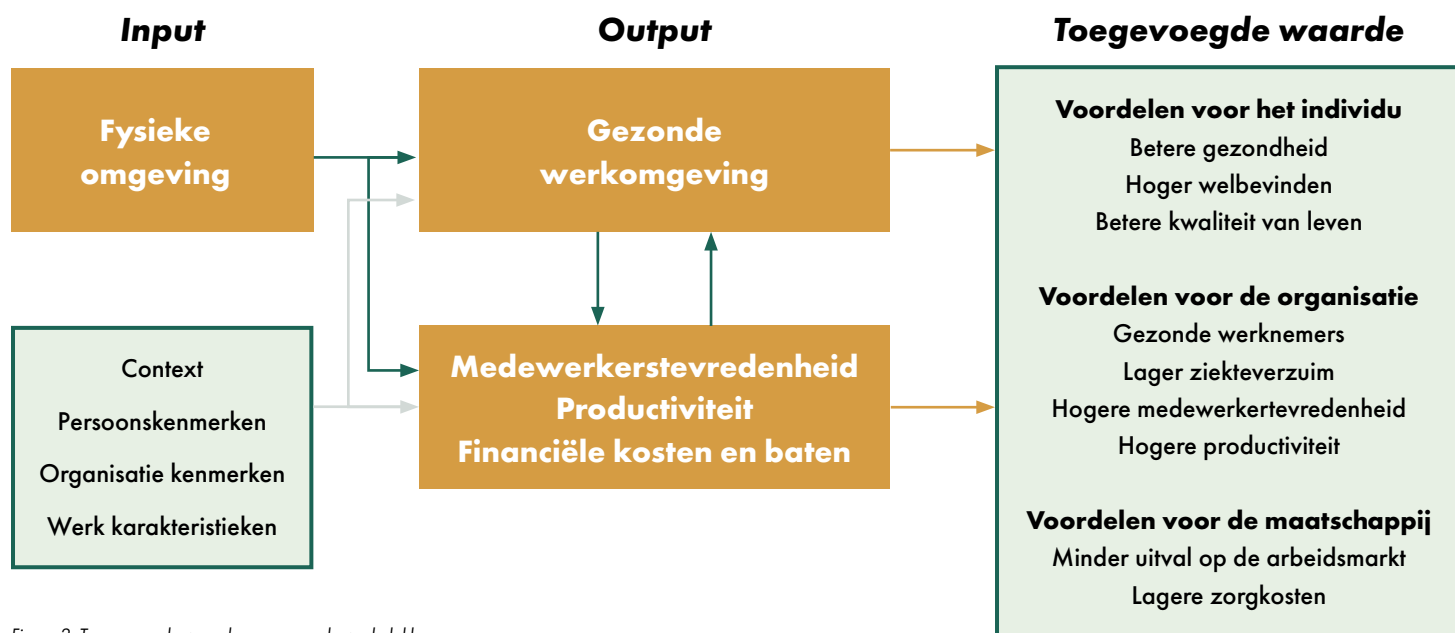 Input
Output
Toegevoegde waarde
Fysieke
omgeving
Gezonde
werkomgeving
Context
Persoonskenmerken
Organisatie kenmerken
Werk karakteristieken
Medewerkerstevredenheid
Productiviteit
Financiële kosten en baten
Voordelen voor het individu
Betere gezondheid
Hoger welbevinden
Betere kwaliteit van leven
Voordelen voor de organisatie
Gezonde werknemers
Lager ziekteverzuim
Hogere medewerkertevredenheid
Hogere productiviteit
Voordelen voor de maatschappij
Minder uitval op de arbeidsmarkt
Lagere zorgkosten